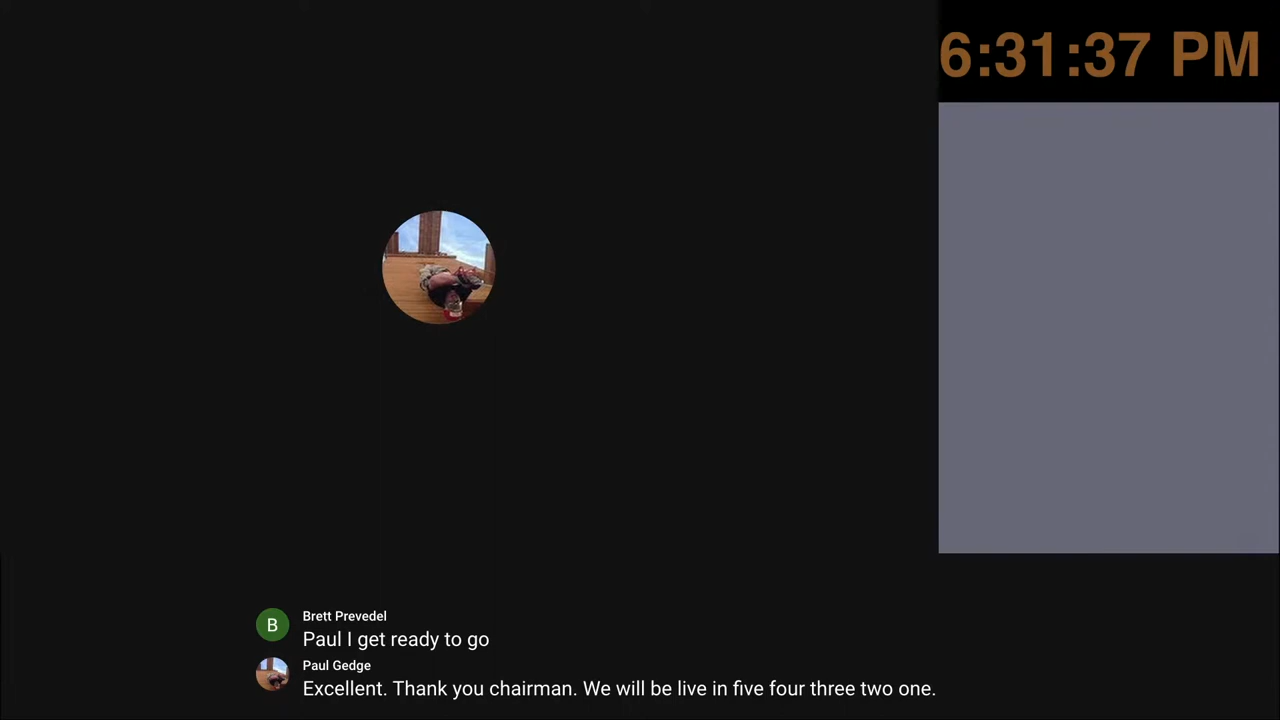 6:31:37 PM
B
Brett Prevedel
Paul I get ready to go
Paul Gedge
Excellent. Thank you chairman. We will be live in five four three two one.